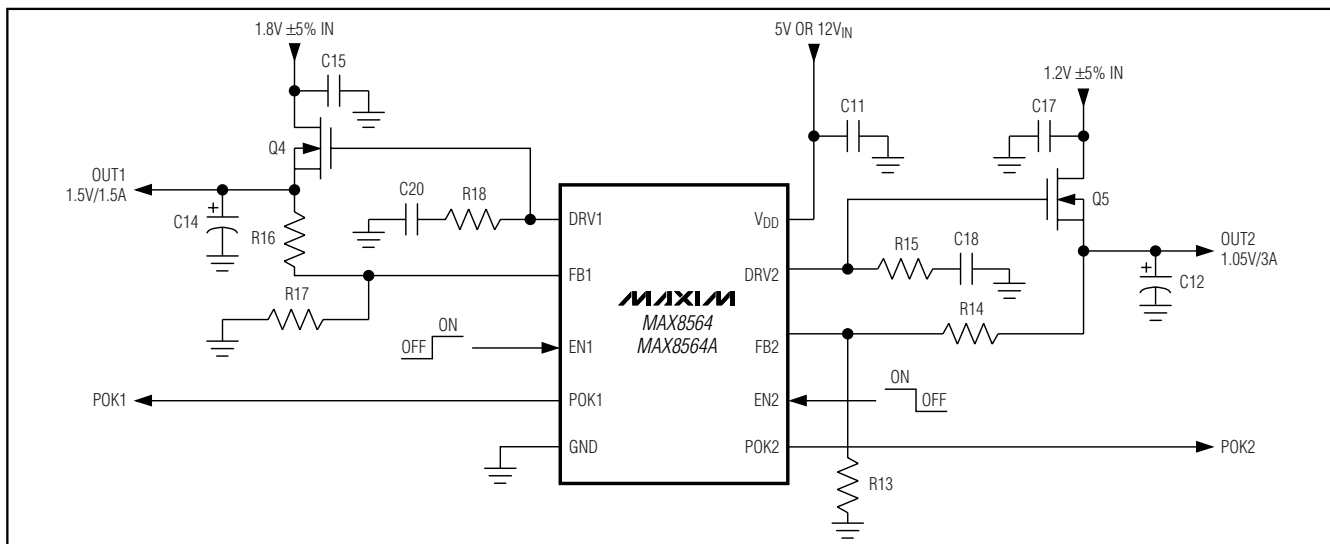 1.8V ±5% IN
C15
Q4
OUT1
1.5V/1.5A
C14
R16
C20
R18
R17
OFF
ON
POK1
DRV1
FB1
EN1
POK1
GND
MAXIM
MAX8564
MAX8564A
VDD
DRV2
FB2
EN2
POK2
5V OR 12VIN
C11
1.2V ±5% IN
C17
Q5
R15
C18
OUT2
1.05V/3A
C12
R14
ON
OFF
POK2
R13